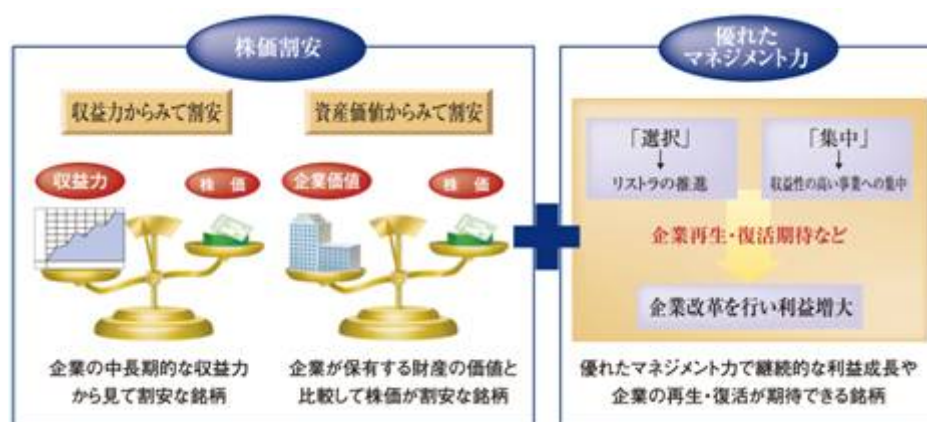 株価割安
収益力からみて割安
資産価値からみて割安
収益力
株価
企業価値
株価
企業の中長期的な収益力
から見て割安な銘柄
企業が保有する財産の価値と
比較して株価が割安な銘柄
優れた
マネジメント力
「選択」
リストラの推進
「集中」
収益性の高い事業への集中
企業再生・復活期待など
企業改革を行い利益増大
優れたマネジメント力で継続的な利益成長や
企業の再生・復活が期待できる銘柄